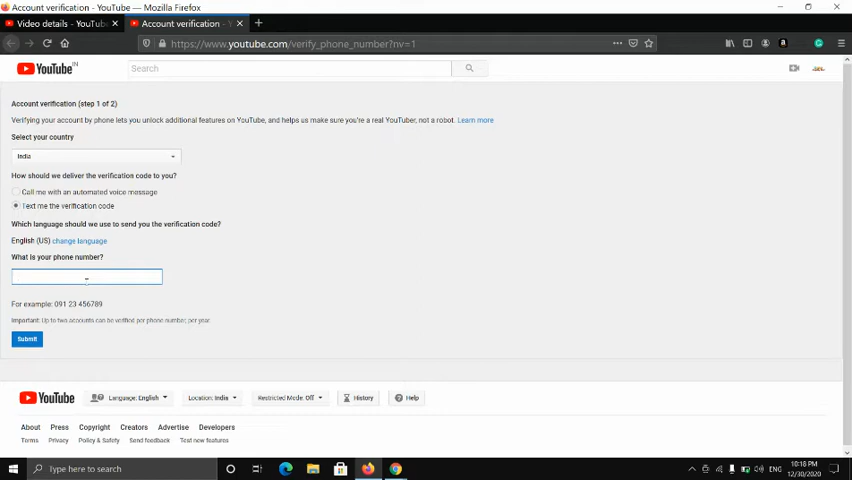 Account verification - YouTube — Mozilla Firefox
Video details - YouTube
Account verification - YouTube
https://www.youtube.com/verify_phone_number?nv=1
YouTube IN
Search
Account verification (step 1 of 2)
Verifying your account by phone lets you unlock additional features on YouTube, and helps us make sure you're a real YouTuber, not a robot. Learn more
Select your country
India
How should we deliver the verification code to you?
Call me with an automated voice message
Text me the verification code
Which language should we use to send you the verification code?
English (US) change language
What is your phone number?
For example: 091 23 456789
Important: Up to two accounts can be verified per phone number, per year.
Submit
YouTube
Language: English
Location: India
Restricted Mode: Off
History
Help
About Press Copyright Creators Advertise Developers
Terms Privacy Policy & Safety Send feedback Test new features
Type here to search
ENG
10:18 PM
12/30/2020